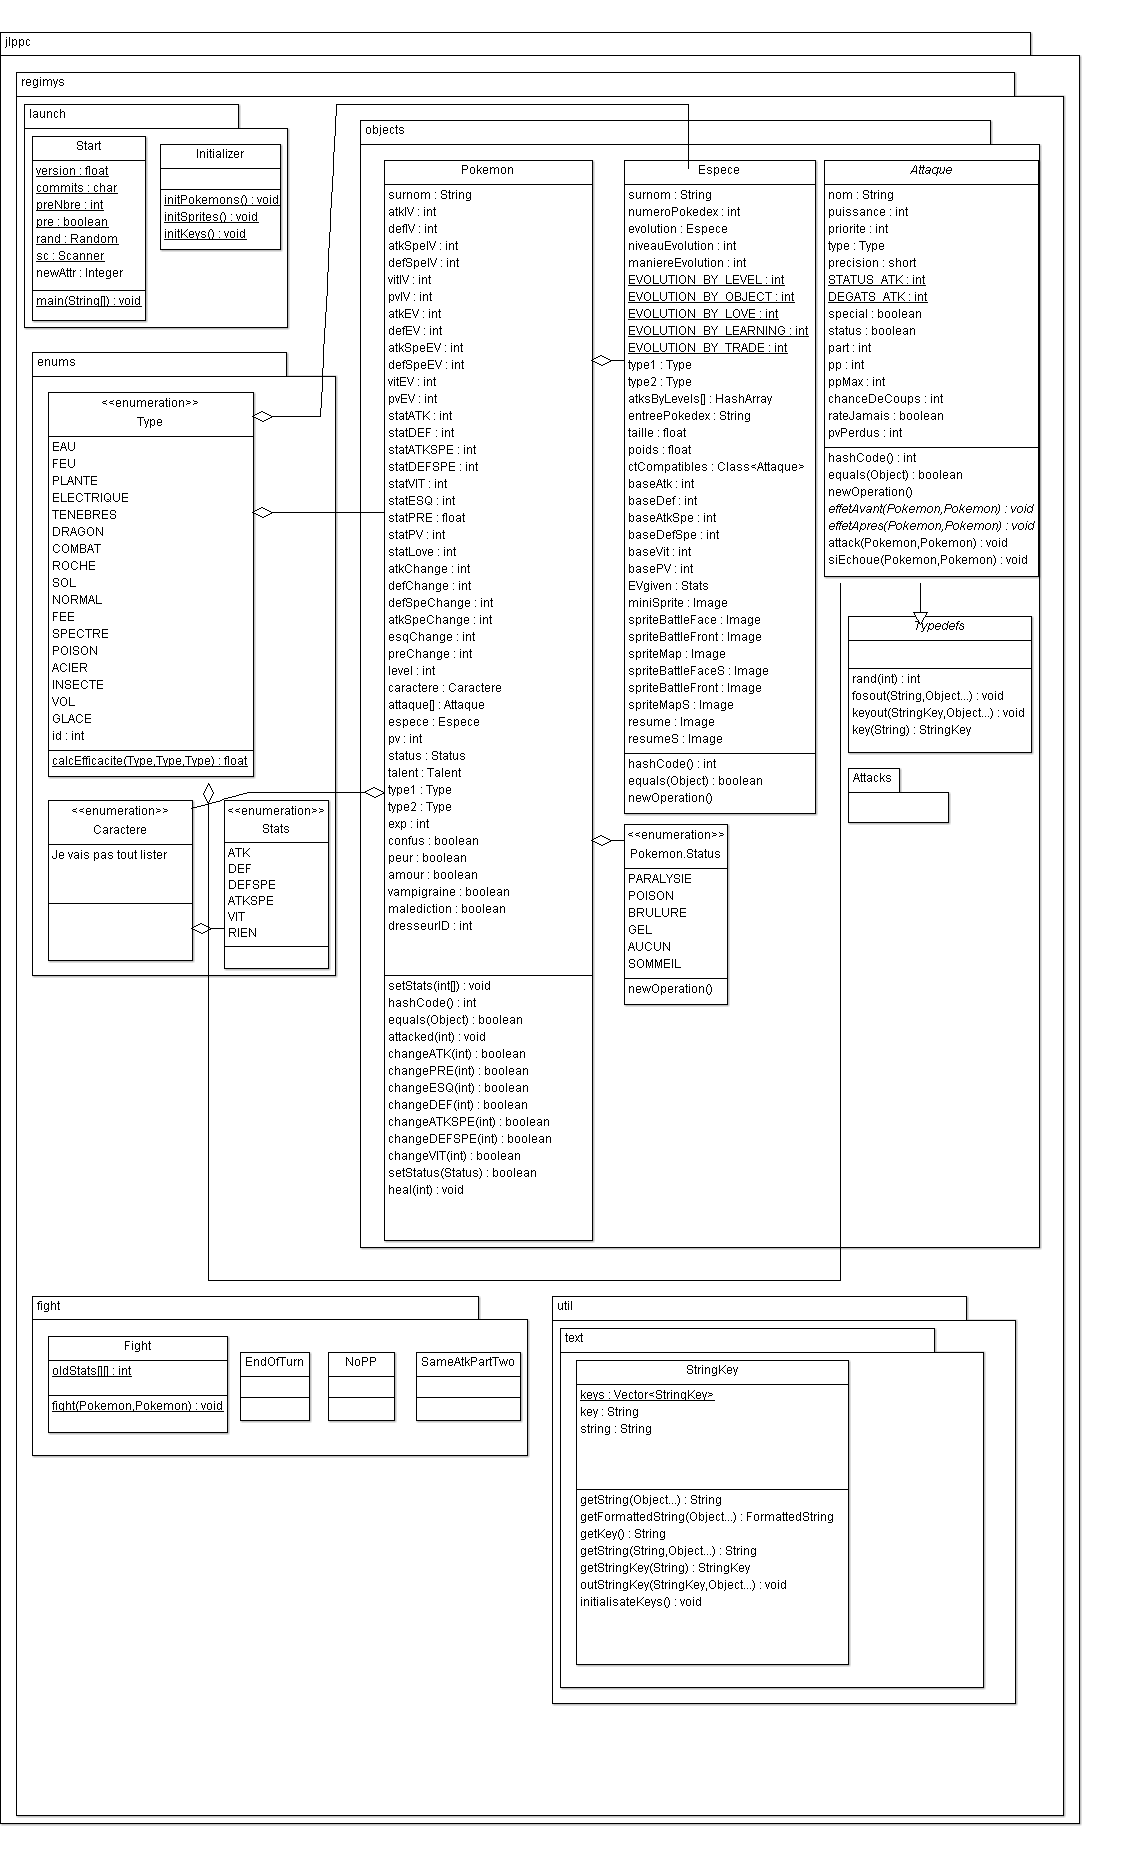 jlppc
regimys
launch
Start
version : float
commits : char
preNbre : int
pre : boolean
rand : Random
sc : Scanner
newAttr : Integer
main(String[]) : void
Initializer
initPokemons() : void
initSprites() : void
initKeys() : void
enums
<<enumeration>>
Type
EAU
FEU
PLANTE
ELECTRIQUE
TENEBRES
DRAGON
COMBAT
ROCHE
SOL
NORMAL
FEE
SPECTRE
POISON
ACIER
INSECTE
VOL
GLACE
id : int
calcEfficacite(Type,Type,Type) : float
<<enumeration>>
Caractere
Je vais pas tout lister
<<enumeration>>
Stats
ATK
DEF
DEFSPE
ATKSPE
VIT
RIEN
objects
Pokemon
surnom : String
atkIV : int
defIV : int
atkSpeIV : int
defSpeIV : int
vitIV : int
pvIV : int
atkEV : int
defEV : int
atkSpeEV : int
defSpeEV : int
vitEV : int
pvEV : int
statATK : int
statDEF : int
statATKSPE : int
statDEFSPE : int
statVIT : int
statESQ : int
statPRE : float
statPV : int
statLove : int
atkChange : int
defChange : int
defSpeChange : int
atkSpeChange : int
esqChange : int
preChange : int
level : int
caractere : Caractere
attaque[] : Attaque
espece : Espece
pv : int
status : Status
talent : Talent
type1 : Type
type2 : Type
exp : int
confus : boolean
peur : boolean
amour : boolean
vampigraine : boolean
malediction : boolean
dresseurID : int
setStats(int[]) : void
hashCode() : int
equals(Object) : boolean
attacked(int) : void
changeATK(int) : boolean
changePRE(int) : boolean
changeESQ(int) : boolean
changeDEF(int) : boolean
changeATKSPE(int) : boolean
changeDEFSPE(int) : boolean
changeVIT(int) : boolean
setStatus(Status) : boolean
heal(int) : void
Espece
surnom : String
numeroPokedex : int
evolution : Espece
niveauEvolution : int
maniereEvolution : int
EVOLUTION_BY_LEVEL : int
EVOLUTION_BY_OBJECT : int
EVOLUTION_BY_LOVE : int
EVOLUTION_BY_LEARNING : int
EVOLUTION_BY_TRADE : int
type1 : Type
type2 : Type
atksByLevels[] : HashArray
entreePokedex : String
taille : float
poids : float
ctCompatibles : Class<Attaque>
baseAtk : int
baseDef : int
baseAtkSpe : int
baseDefSpe : int
baseVit : int
basePV : int
EVgiven : Stats
miniSprite : Image
spriteBattleFace : Image
spriteBattleFront : Image
spriteMap : Image
spriteBattleFaceS : Image
spriteBattleFront : Image
spriteMapS : Image
resume : Image
resumeS : Image
hashCode() : int
equals(Object) : boolean
newOperation()
<<enumeration>>
Pokemon.Status
PARALYSIE
POISON
BRULURE
GEL
AUCUN
SOMMEIL
newOperation()
Attaque
nom : String
puissance : int
priorite : int
type : Type
precision : short
STATUS_ATK : int
DEGATS_ATK : int
special : boolean
status : boolean
part : int
pp : int
ppMax : int
chanceDeCoups : int
rateJamais : boolean
pvPerdus : int
hashCode() : int
equals(Object) : boolean
newOperation()
effetAvant(Pokemon,Pokemon) : void
effetApres(Pokemon,Pokemon) : void
attack(Pokemon,Pokemon) : void
siEchoue(Pokemon,Pokemon) : void
Typedefs
rand(int) : int
fosout(String,Object...) : void
keyout(StringKey,Object...) : void
key(String) : StringKey
Attacks
fight
Fight
oldStats[][] : int
fight(Pokemon,Pokemon) : void
EndOfTurn
NoPP
SameAtkPartTwo
util
text
StringKey
keys : Vector<StringKey>
key : String
string : String
getString(Object...) : String
getFormattedString(Object...) : FormattedString
getKey() : String
getString(String,Object...) : String
getStringKey(String) : StringKey
outStringKey(StringKey,Object...) : void
initialisateKeys() : void